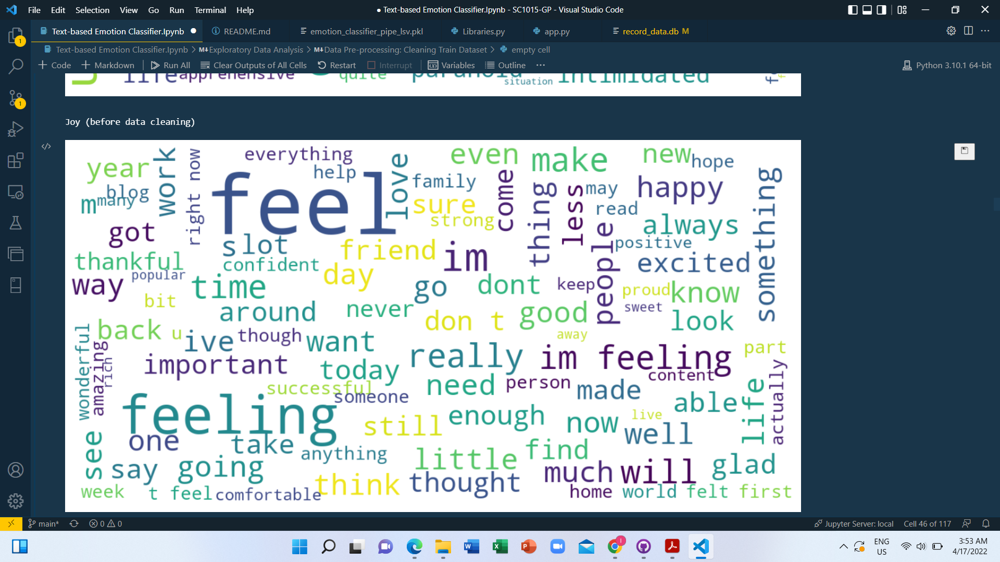 File Edit Selection View Go Run Terminal Help
● Text-based Emotion Classifier.Ipynb - SC1015-GP - Visual Studio Code
Text-based Emotion Classifier.Ipynb ●
README.md
emotion_classifier_pipe_lsv.pkl
Libraries.py
app.py
record_data.db M
Text-based Emotion Classifier.Ipynb > M↓Exploratory Data Analysis > M↓Data Pre-processing: Cleaning Train Dataset > empty cell
+ Code + Markdown | Run All Clear Outputs of All Cells Restart Interrupt | Variables Outline ...
Python 3.10.1 64-bit
1
1
life apprehensive quite paranoid situation intimidated
Joy (before data cleaning)
year work right now everything help love even make new hope
blog many m feel family sure strong come thing less may happy read something
got slot friend im people always positive excited
thankful confident popular way time day go dont keep proud know
bit around never don t good sweet look
back u ive though want away part
wonderful amazing rich important today really im feeling content actually
successful someone need person made able life
feeling still enough now live well
see one take anything little find
say going think thought much will glad
week t feel comfortable home world felt first
main* 0 0
Jupyter Server: local Cell 46 of 117
ENG
US
3:53 AM
4/17/2022